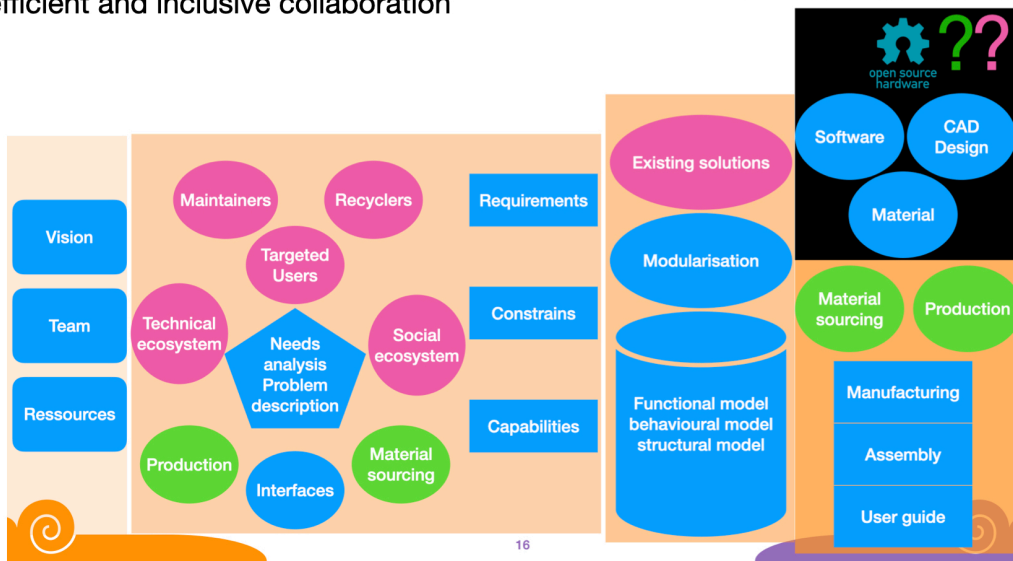 efficient and inclusive collaboration
??
open source
hardware
Software
CAD
Design
Material
Existing solutions
Maintainers
Recyclers
Requirements
Vision
Targeted
Users
Modularisation
Technical
ecosystem
Social
ecosystem
Constrains
Material
sourcing
Production
Team
Needs
analysis
Problem
description
Ressources
Capabilities
Functional model
behavioural model
structural model
Manufacturing
Assembly
User guide
Production
Interfaces
Material
sourcing
16